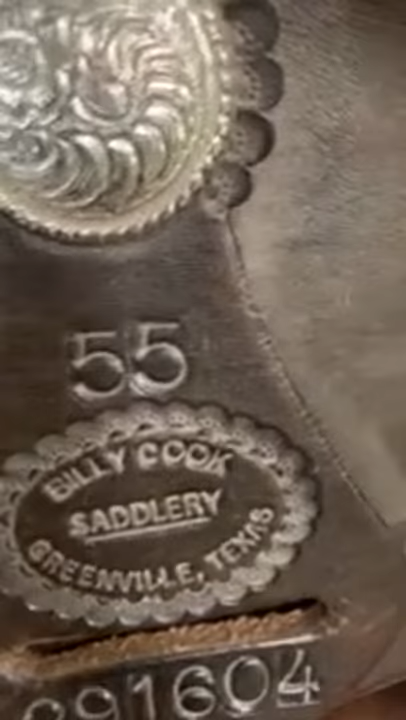 55
BILLY COOK
SADDLERY
GREENVILLE, TEXAS
91604